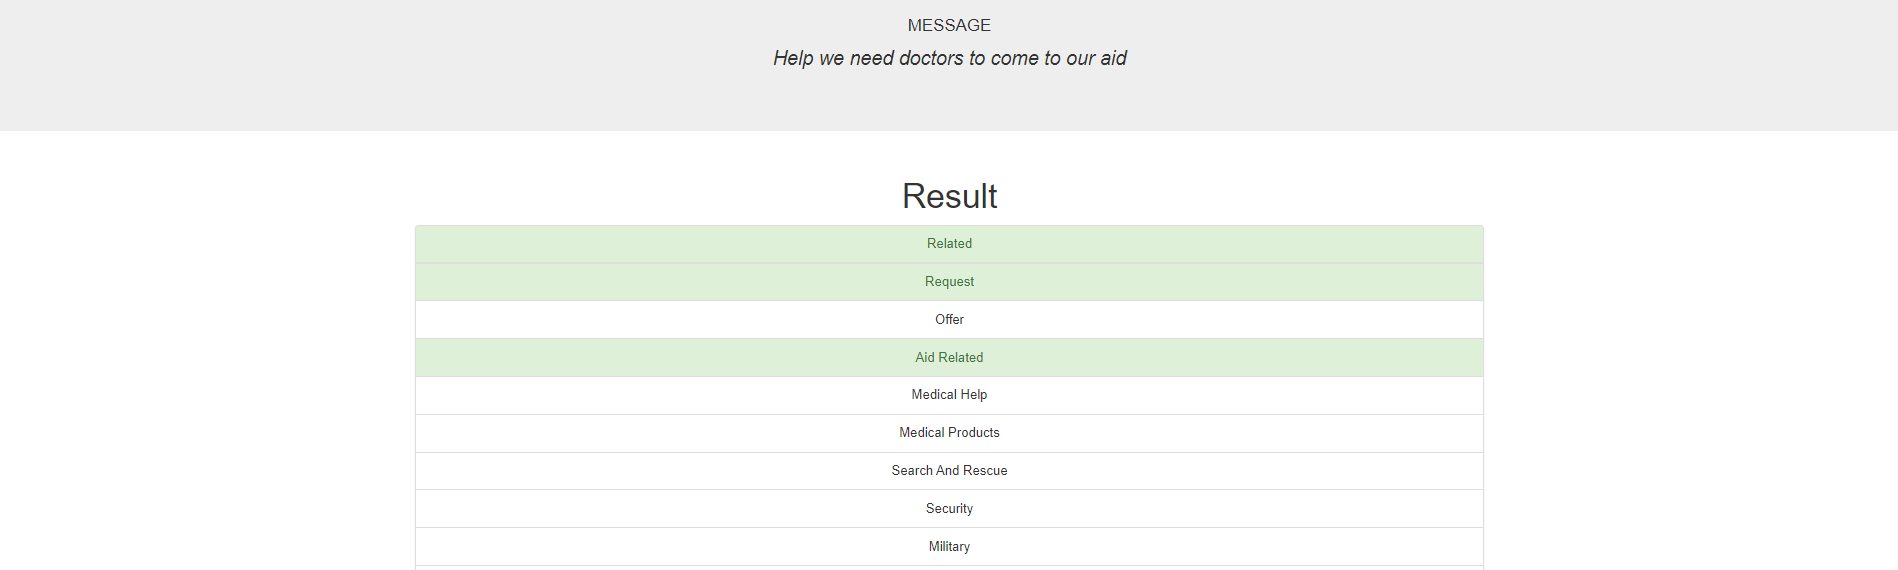 MESSAGE
Help we need doctors to come to our aid
Result
Related
Request
Offer
Aid Related
Medical Help
Medical Products
Search And Rescue
Security
Military